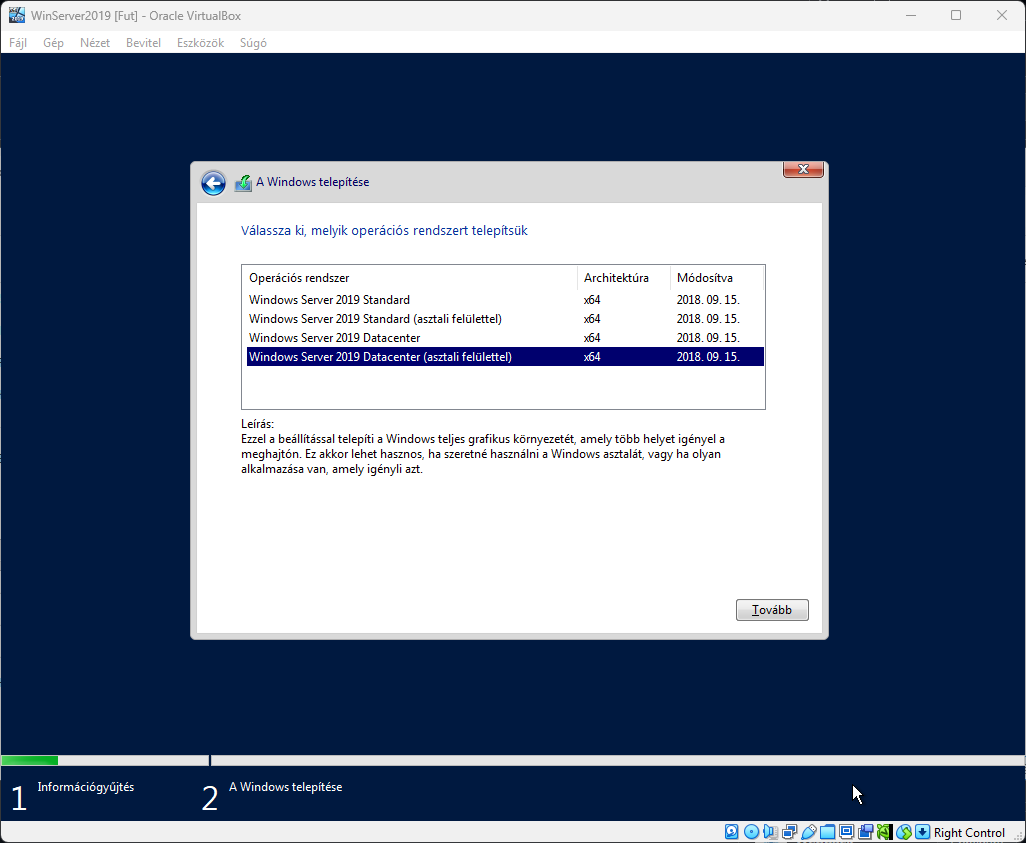 WinServer2019 [Fut] - Oracle VirtualBox
Fájl Gép Nézet Bevitel Eszközök Súgó
A Windows telepítése
Válassza ki, melyik operációs rendszert telepítsük
Operációs rendszer Architektúra Módosítva
Windows Server 2019 Standard x64 2018. 09. 15.
Windows Server 2019 Standard (asztali felülettel) x64 2018. 09. 15.
Windows Server 2019 Datacenter x64 2018. 09. 15.
Windows Server 2019 Datacenter (asztali felülettel) x64 2018. 09. 15.
Leírás:
Ezzel a beállítással telepíti a Windows teljes grafikus környezetét, amely több helyet igényel a
meghajtón. Ez akkor lehet hasznos, ha szeretné használni a Windows asztalát, vagy ha olyan
alkalmazása van, amely igényli azt.
Tovább
1 Információgyűjtés 2 A Windows telepítése
Right Control